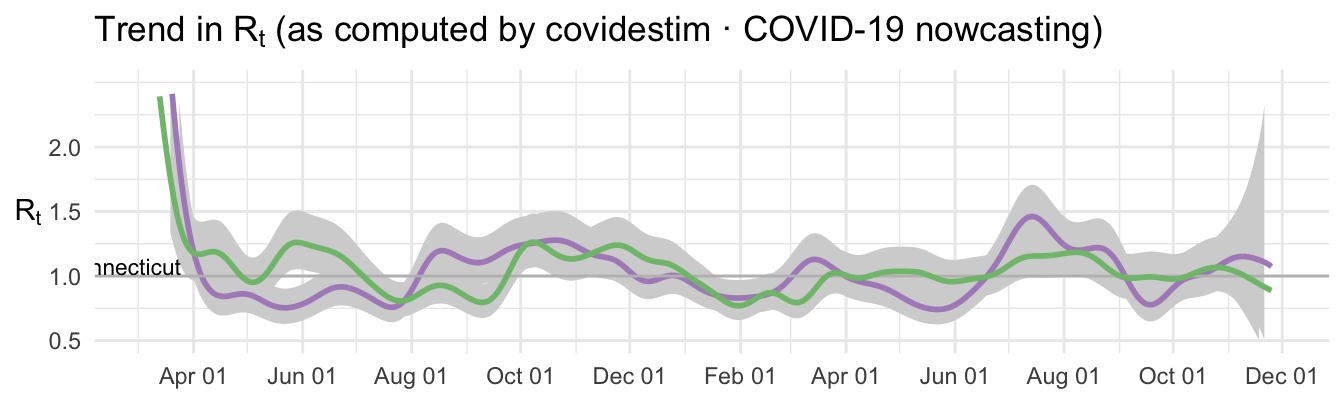 Trend in Rt (as computed by covidestim · COVID-19 nowcasting)
2.0
Rt
1.5
nnecticut
1.0
0.5
Apr 01 Jun 01 Aug 01 Oct 01 Dec 01 Feb 01 Apr 01 Jun 01 Aug 01 Oct 01 Dec 01